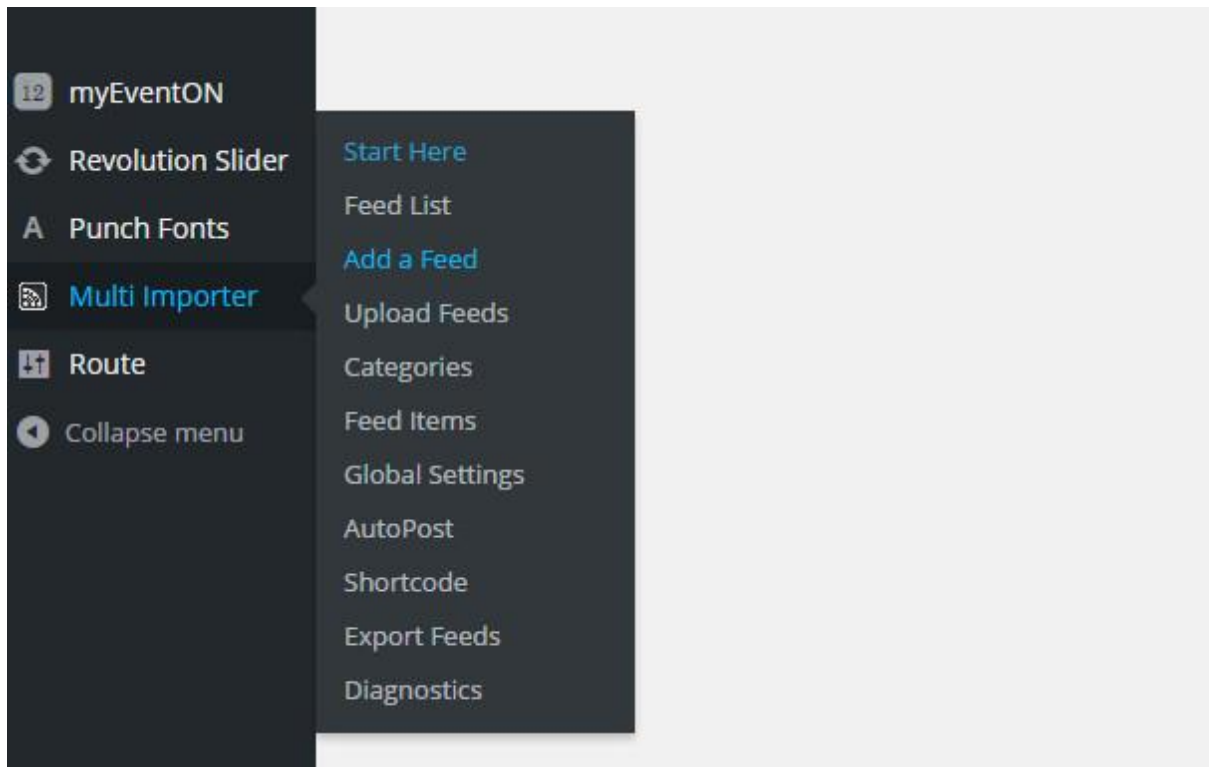 12 myEventON
Revolution Slider
A Punch Fonts
Multi Importer
Route
Collapse menu
Start Here
Feed List
Add a Feed
Upload Feeds
Categories
Feed Items
Global Settings
AutoPost
Shortcode
Export Feeds
Diagnostics